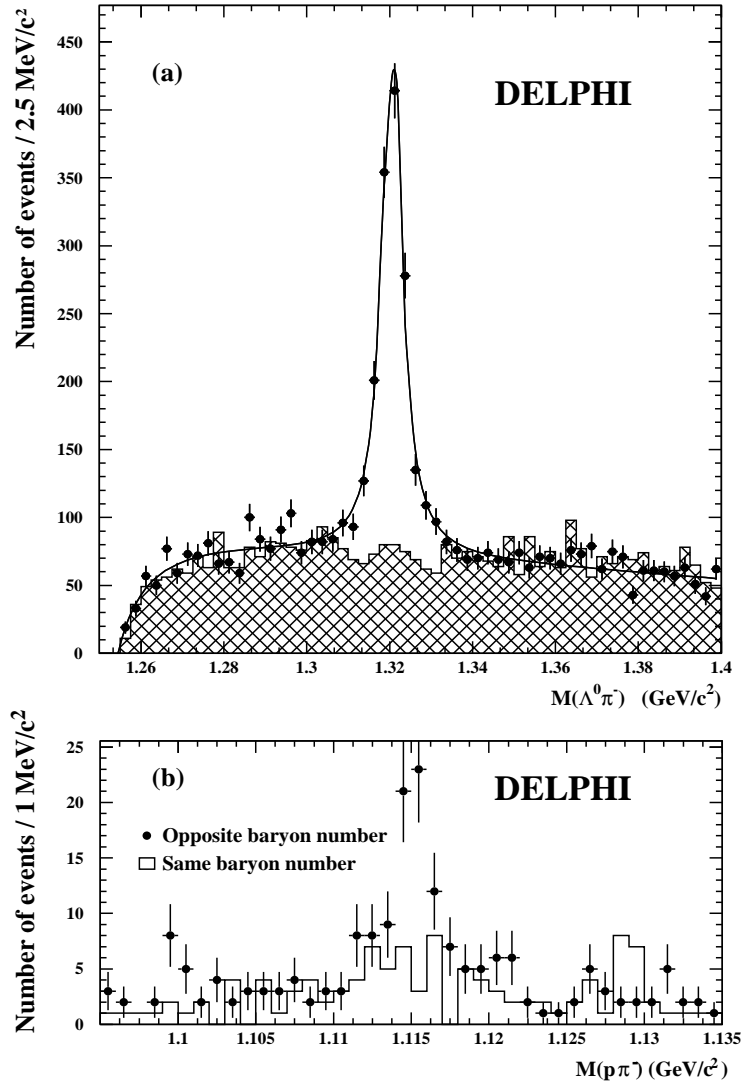 Number of events / 2.5 MeV/c²
450
400
350
300
250
200
150
100
50
0
(a)
DELPHI
1.26 1.28 1.3 1.32 1.34 1.36 1.38 1.4
M(Λ⁰π⁻) (GeV/c²)
Number of events / 1 MeV/c²
25
20
15
10
5
0
(b)
DELPHI
Opposite baryon number
Same baryon number
1.1 1.105 1.110 1.115 1.120 1.125 1.13 1.135
M(pπ⁻) (GeV/c²)